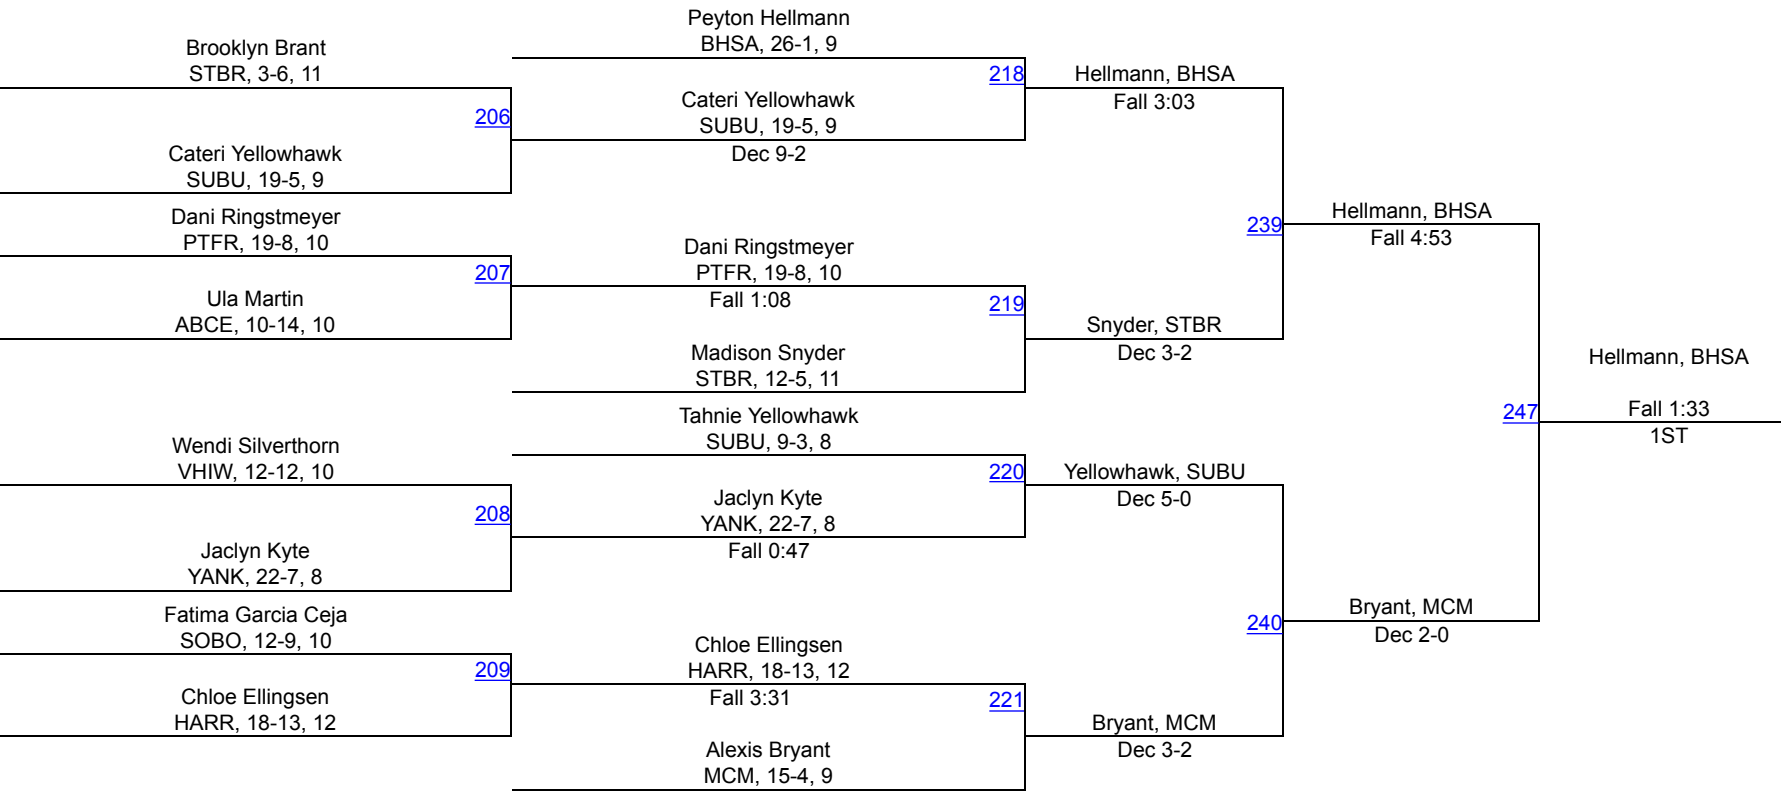 Brooklyn Brant
STBR, 3-6, 11
206
Cateri Yellowhawk
SUBU, 19-5, 9
Dani Ringstmeyer
PTFR, 19-8, 10
207
Ula Martin
ABCE, 10-14, 10
Wendi Silverthorn
VHIW, 12-12, 10
208
Jaclyn Kyte
YANK, 22-7, 8
Fatima Garcia Ceja
SOBO, 12-9, 10
209
Chloe Ellingsen
HARR, 18-13, 12
Peyton Hellmann
BHSA, 26-1, 9
218
Cateri Yellowhawk
SUBU, 19-5, 9
Dec 9-2
Dani Ringstmeyer
PTFR, 19-8, 10
Fall 1:08
219
Madison Snyder
STBR, 12-5, 11
Tahnie Yellowhawk
SUBU, 9-3, 8
220
Jaclyn Kyte
YANK, 22-7, 8
Fall 0:47
Chloe Ellingsen
HARR, 18-13, 12
Fall 3:31
221
Alexis Bryant
MCM, 15-4, 9
Hellmann, BHSA
Fall 3:03
239
Snyder, STBR
Dec 3-2
Yellowhawk, SUBU
Dec 5-0
240
Bryant, MCM
Dec 3-2
Hellmann, BHSA
Fall 4:53
247
Bryant, MCM
Dec 2-0
Hellmann, BHSA
Fall 1:33
1ST